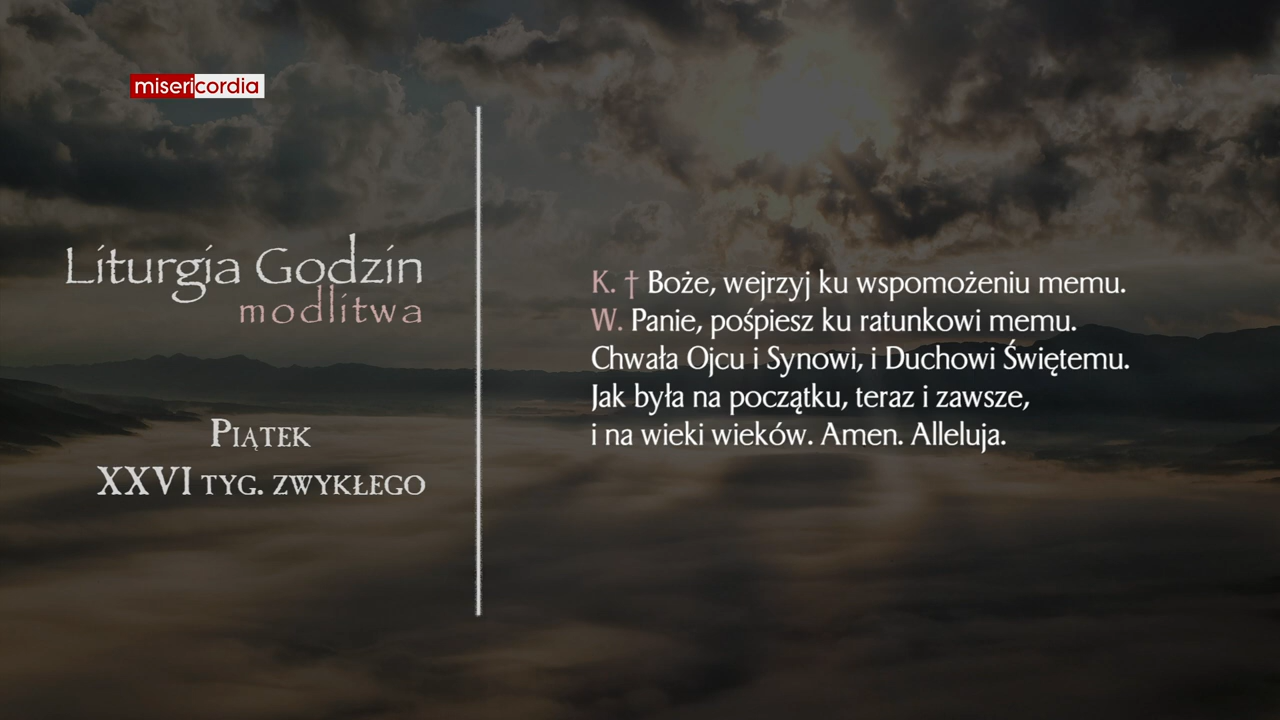 misericordia
Liturgia Godzin
modlitwa
Piątek
XXVI tyg. zwykłego
K. † Boże, wejrzyj ku wspomożeniu memu.
W. Panie, pośpiesz ku ratunkowi memu.
Chwała Ojcu i Synowi, i Duchowi Świętemu.
Jak była na początku, teraz i zawsze,
i na wieki wieków. Amen. Alleluja.